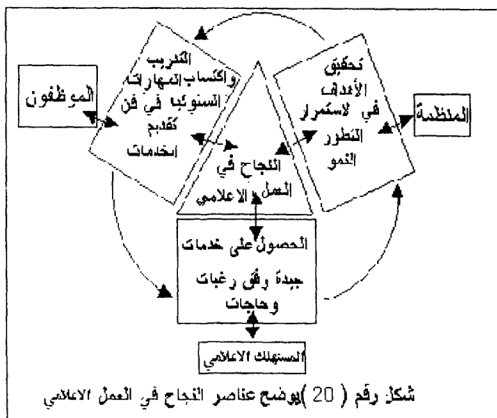 المنظمة
تحقيق
الأهداف
في لاستمرار
التطور
النمو
التدريب
واكتساب المهارات
السلوكية في فن
تقديم
الخدمات
الموظفون
النجاح في
العمل الاعلامي
الحصول على خدمات
جيدة وفق رغبات
وحاجات
المستهلك الاعلامي
شكل رقم ( 20 )يوضح عناصر النجاح في العمل الاعلامي